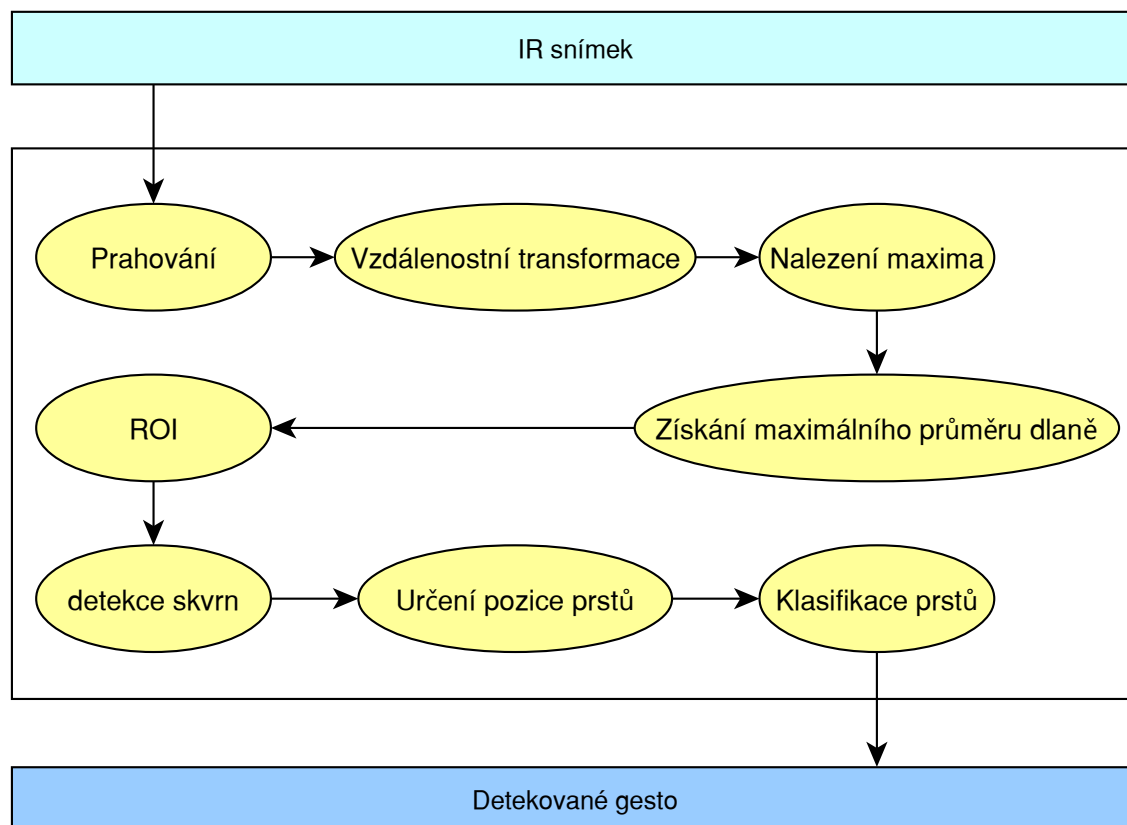 IR snímek
Prahování
Vzdálenostní transformace
Nalezení maxima
Získání maximálního průměru dlaně
ROI
detekce skvrn
Určení pozice prstů
Klasifikace prstů
Detekované gesto